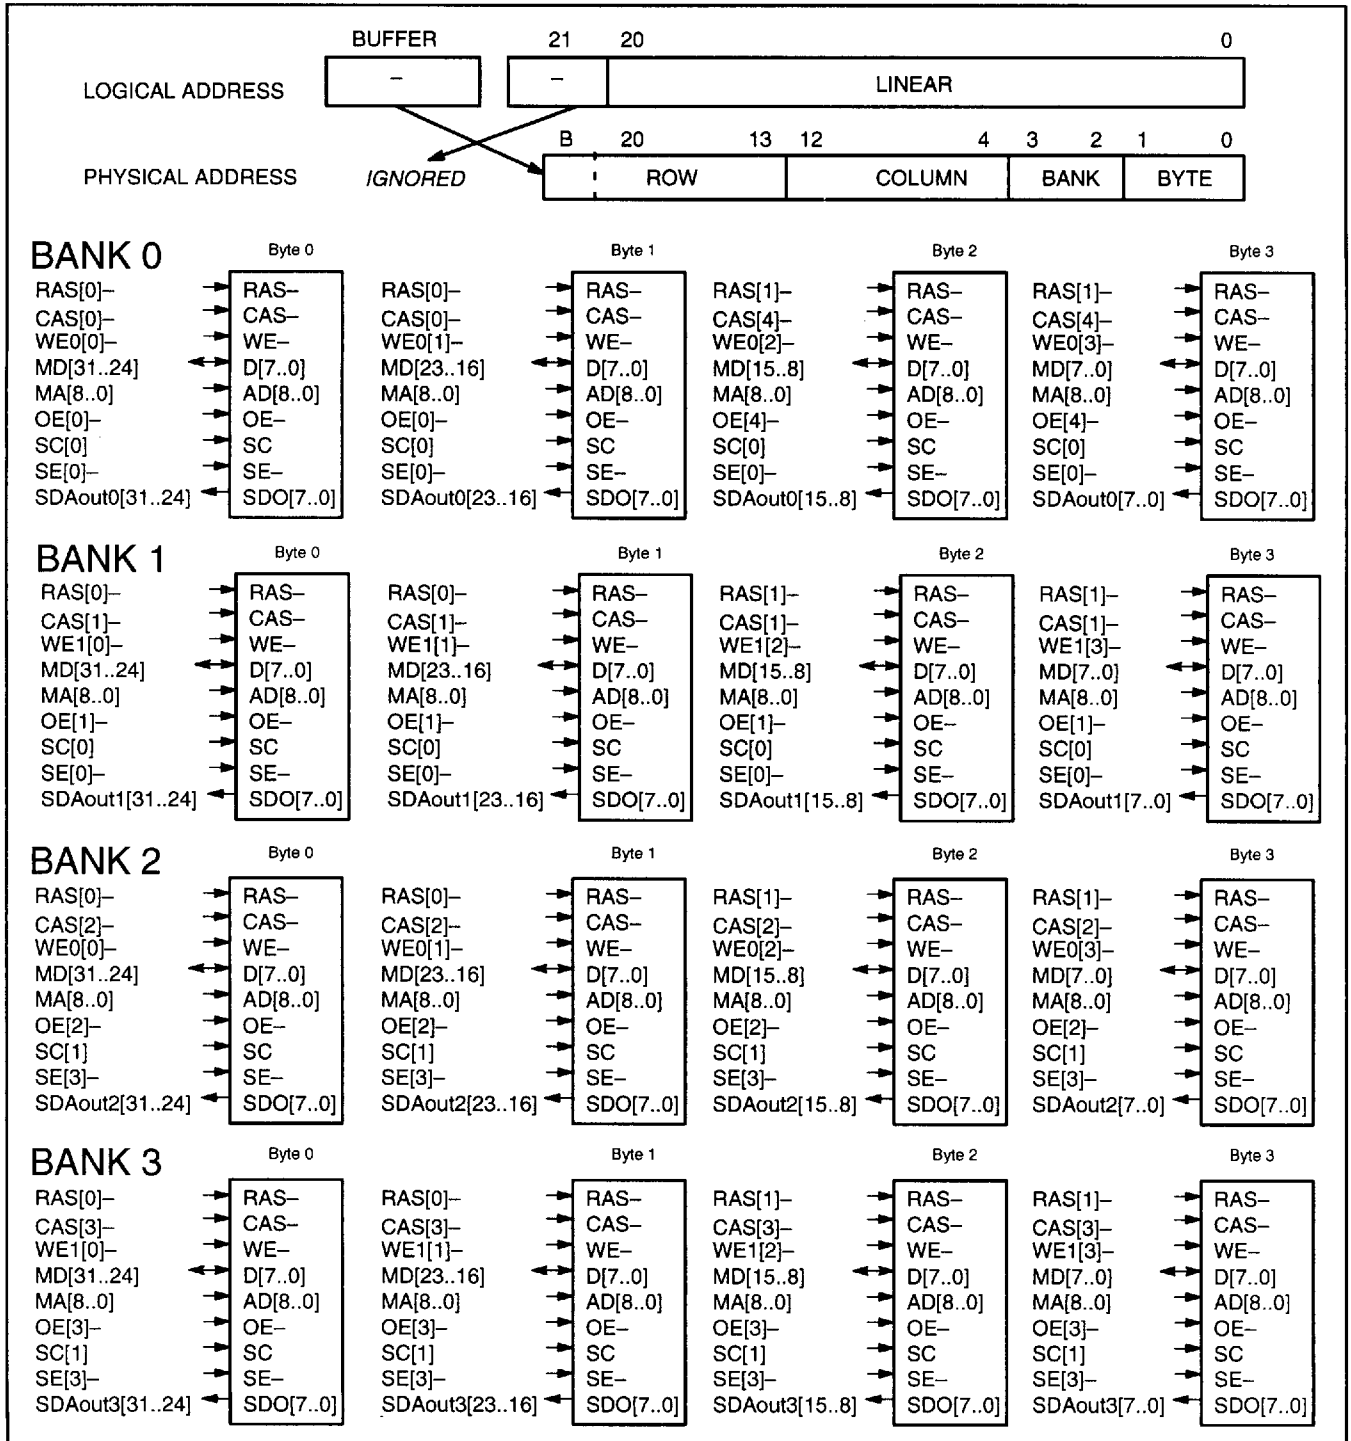 BUFFER 21 20 0
LOGICAL ADDRESS – – LINEAR
B 20 13 12 4 3 2 1 0
PHYSICAL ADDRESS IGNORED ROW COLUMN BANK BYTE
BANK 0 Byte 0 Byte 1 Byte 2 Byte 3
RAS[0]– RAS– RAS[0]– RAS– RAS[1]– RAS– RAS[1]– RAS–
CAS[0]– CAS– CAS[0]– CAS– CAS[4]– CAS– CAS[4]– CAS–
WE0[0]– WE– WE0[1]– WE– WE0[2]– WE– WE0[3]– WE–
MD[31..24] D[7..0] MD[23..16] D[7..0] MD[15..8] D[7..0] MD[7..0] D[7..0]
MA[8..0] AD[8..0] MA[8..0] AD[8..0] MA[8..0] AD[8..0] MA[8..0] AD[8..0]
OE[0]– OE– OE[0]– OE– OE[4]– OE– OE[4]– OE–
SC[0] SC SC[0] SC SC[0] SC SC[0] SC
SE[0]– SE– SE[0]– SE– SE[0]– SE– SE[0]– SE–
SDAout0[31..24] SDO[7..0] SDAout0[23..16] SDO[7..0] SDAout0[15..8] SDO[7..0] SDAout0[7..0] SDO[7..0]
BANK 1 Byte 0 Byte 1 Byte 2 Byte 3
RAS[0]– RAS– RAS[0]– RAS– RAS[1]– RAS– RAS[1]– RAS–
CAS[1]– CAS– CAS[1]– CAS– CAS[1]– CAS– CAS[1]– CAS–
WE1[0]– WE– WE1[1]– WE– WE1[2]– WE– WE1[3]– WE–
MD[31..24] D[7..0] MD[23..16] D[7..0] MD[15..8] D[7..0] MD[7..0] D[7..0]
MA[8..0] AD[8..0] MA[8..0] AD[8..0] MA[8..0] AD[8..0] MA[8..0] AD[8..0]
OE[1]– OE– OE[1]– OE– OE[1]– OE– OE[1]– OE–
SC[0] SC SC[0] SC SC[0] SC SC[0] SC
SE[0]– SE– SE[0]– SE– SE[0]– SE– SE[0]– SE–
SDAout1[31..24] SDO[7..0] SDAout1[23..16] SDO[7..0] SDAout1[15..8] SDO[7..0] SDAout1[7..0] SDO[7..0]
BANK 2 Byte 0 Byte 1 Byte 2 Byte 3
RAS[0]– RAS– RAS[0]– RAS– RAS[1]– RAS– RAS[1]– RAS–
CAS[2]– CAS– CAS[2]– CAS– CAS[2]– CAS– CAS[2]– CAS–
WE0[0]– WE– WE0[1]– WE– WE0[2]– WE– WE0[3]– WE–
MD[31..24] D[7..0] MD[23..16] D[7..0] MD[15..8] D[7..0] MD[7..0] D[7..0]
MA[8..0] AD[8..0] MA[8..0] AD[8..0] MA[8..0] AD[8..0] MA[8..0] AD[8..0]
OE[2]– OE– OE[2]– OE– OE[2]– OE– OE[2]– OE–
SC[1] SC SC[1] SC SC[1] SC SC[1] SC
SE[3]– SE– SE[3]– SE– SE[3]– SE– SE[3]– SE–
SDAout2[31..24] SDO[7..0] SDAout2[23..16] SDO[7..0] SDAout2[15..8] SDO[7..0] SDAout2[7..0] SDO[7..0]
BANK 3 Byte 0 Byte 1 Byte 2 Byte 3
RAS[0]– RAS– RAS[0]– RAS– RAS[1]– RAS– RAS[1]– RAS–
CAS[3]– CAS– CAS[3]– CAS– CAS[3]– CAS– CAS[3]– CAS–
WE1[0]– WE– WE1[1]– WE– WE1[2]– WE– WE1[3]– WE–
MD[31..24] D[7..0] MD[23..16] D[7..0] MD[15..8] D[7..0] MD[7..0] D[7..0]
MA[8..0] AD[8..0] MA[8..0] AD[8..0] MA[8..0] AD[8..0] MA[8..0] AD[8..0]
OE[3]– OE– OE[3]– OE– OE[3]– OE– OE[3]– OE–
SC[1] SC SC[1] SC SC[1] SC SC[1] SC
SE[3]– SE– SE[3]– SE– SE[3]– SE– SE[3]– SE–
SDAout3[31..24] SDO[7..0] SDAout3[23..16] SDO[7..0] SDAout3[15..8] SDO[7..0] SDAout3[7..0] SDO[7..0]